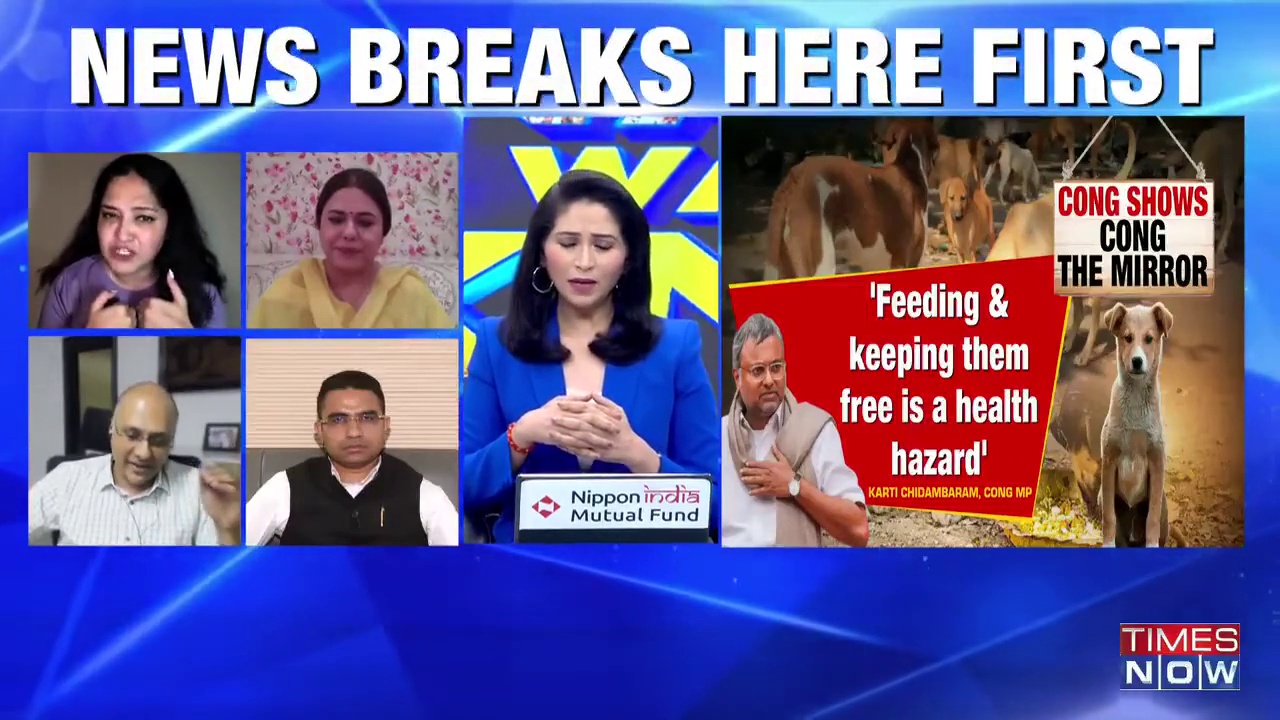 NEWS BREAKS HERE FIRST
CONG SHOWS
CONG
THE MIRROR
'Feeding &
keeping them
free is a health
hazard'
KARTI CHIDAMBARAM, CONG MP
Nippon india
Mutual Fund
TIMES
NOW